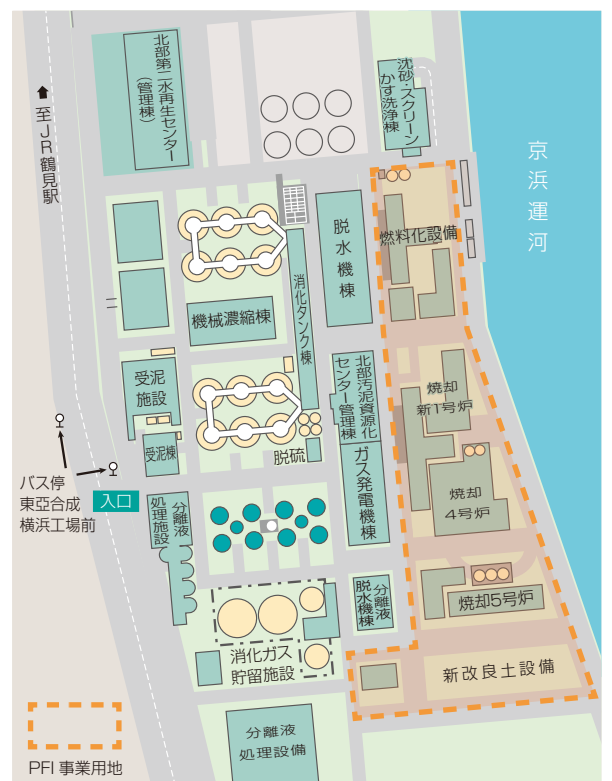 北部第二水再生センター
（管理棟）
沈砂・スクリーン
かす洗浄棟
京浜運河
至JR鶴見駅
脱水機棟
燃料化設備
消化タンク棟
機械濃縮棟
受泥
施設
北部汚泥資源化
センター管理棟
焼却
新1号炉
受泥棟
脱硫
ガス発電機棟
バス停
東亞合成
横浜工場前
入口
分離液
処理施設
焼却
4号炉
分離液
脱水機棟
焼却5号炉
消化ガス
貯留施設
新改良土設備
分離液
処理設備
PFI 事業用地